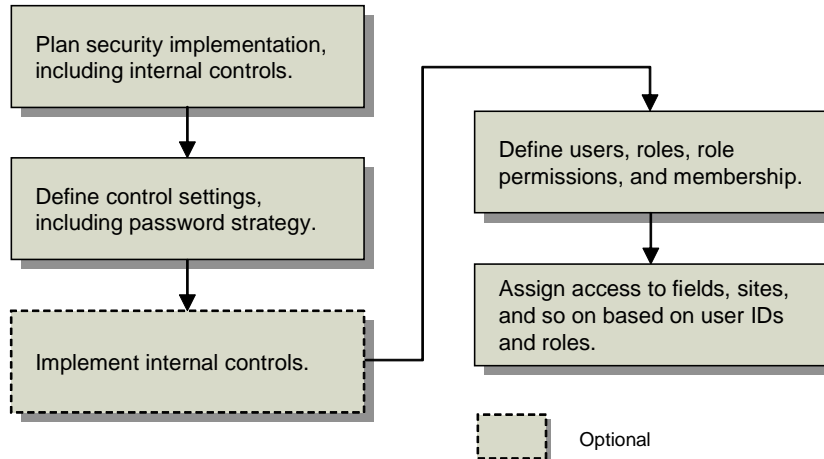 Plan security implementation,
including internal controls.
Define control settings,
including password strategy.
Implement internal controls.
Define users, roles, role
permissions, and membership.
Assign access to fields, sites,
and so on based on user IDs
and roles.
Optional